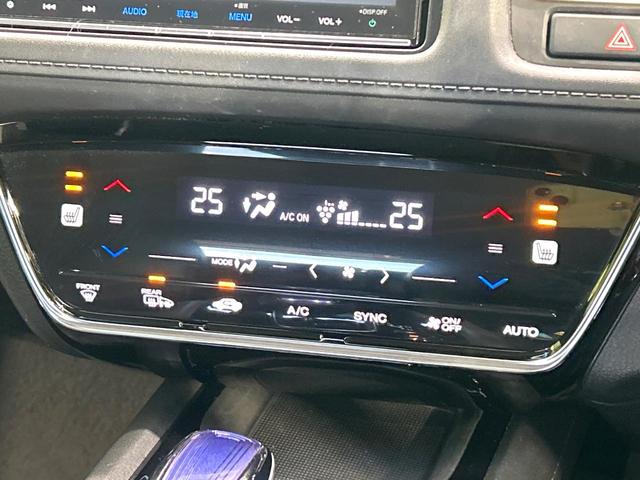 AUDIO 現在地 MENU VOL− VOL+ DISP OFF
25 A/C ON 25
MODE
FRONT REAR A/C SYNC ON/OFF AUTO